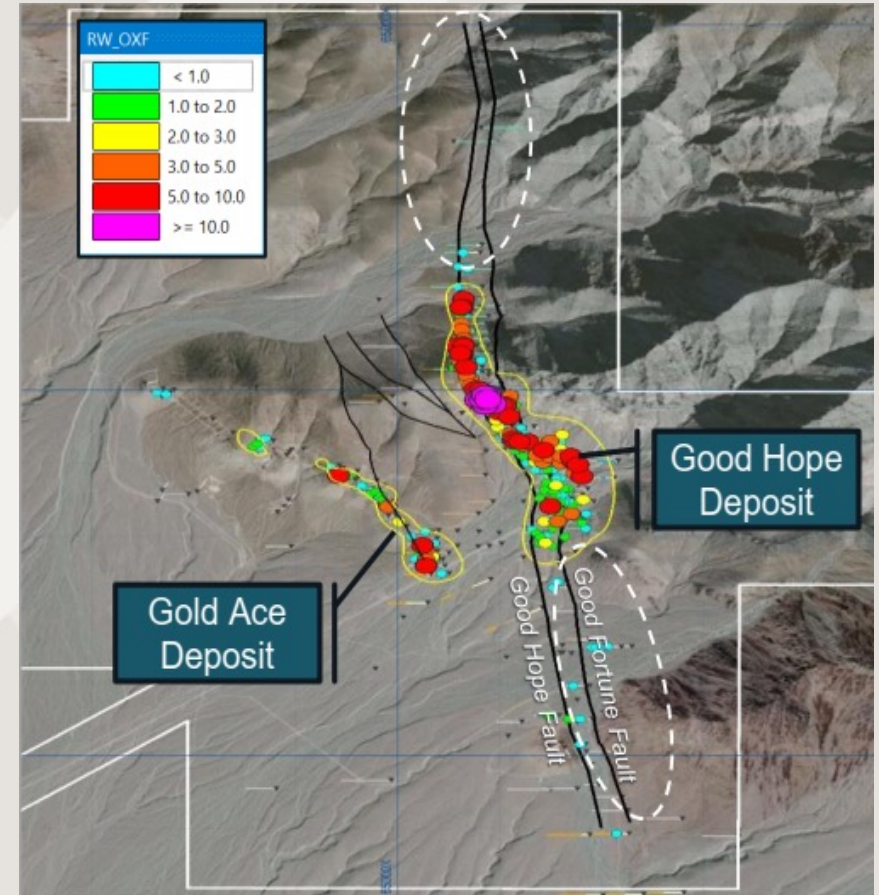 RW_OXF
< 1.0
1.0 to 2.0
2.0 to 3.0
3.0 to 5.0
5.0 to 10.0
>= 10.0
Good Hope
Deposit
Gold Ace
Deposit
Good Hope Fault
Good Fortune Fault